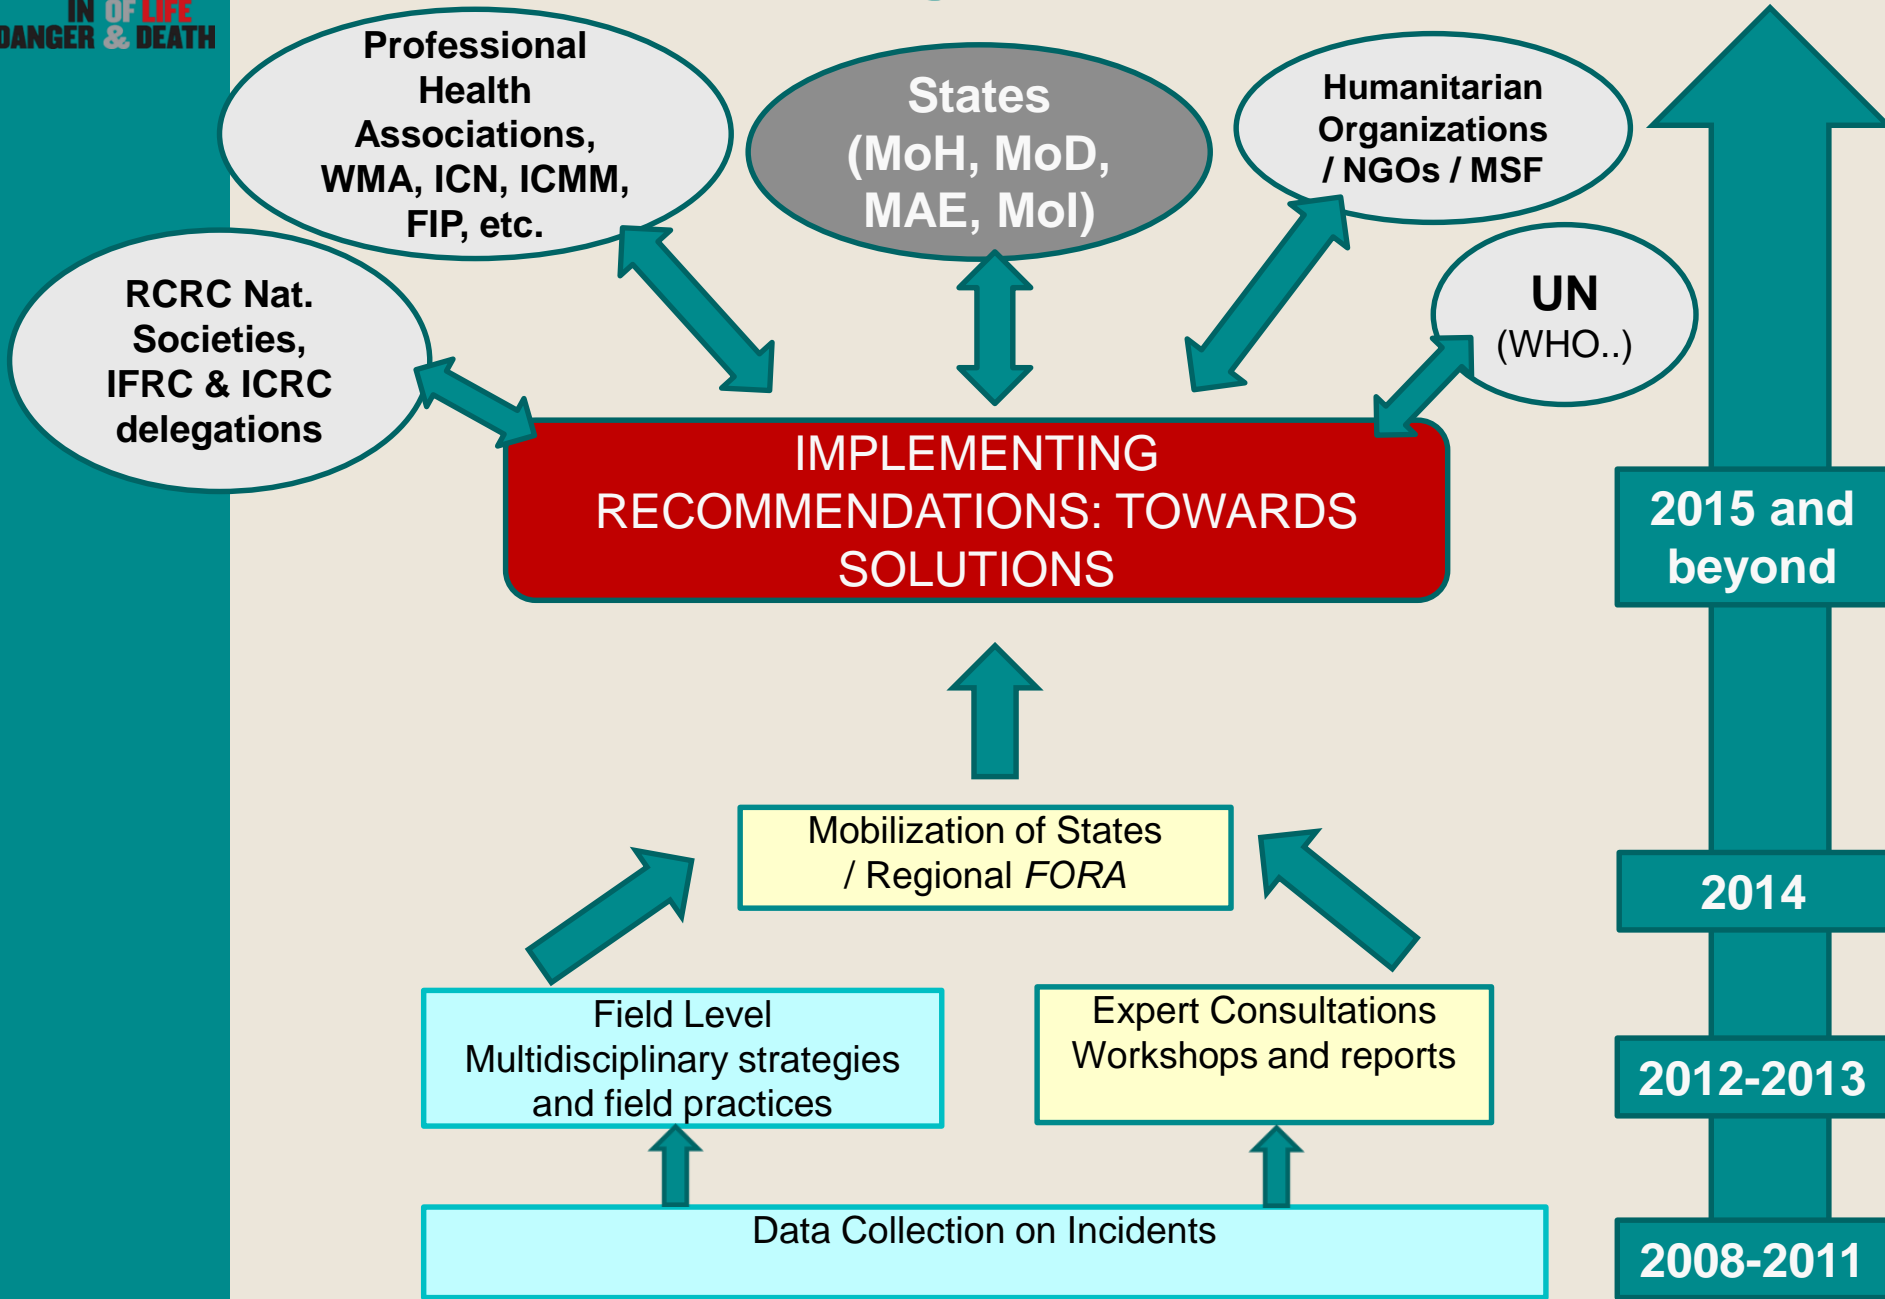 IN OF LIFE
DANGER & DEATH
Professional
Health
Associations,
WMA, ICN, ICMM,
FIP, etc.
States
(MoH, MoD,
MAE, MoI)
Humanitarian
Organizations
/ NGOs / MSF
RCRC Nat.
Societies,
IFRC & ICRC
delegations
UN
(WHO..)
IMPLEMENTING
RECOMMENDATIONS: TOWARDS
SOLUTIONS
2015 and
beyond
Mobilization of States
/ Regional FORA
2014
Field Level
Multidisciplinary strategies
and field practices
Expert Consultations
Workshops and reports
2012-2013
Data Collection on Incidents
2008-2011